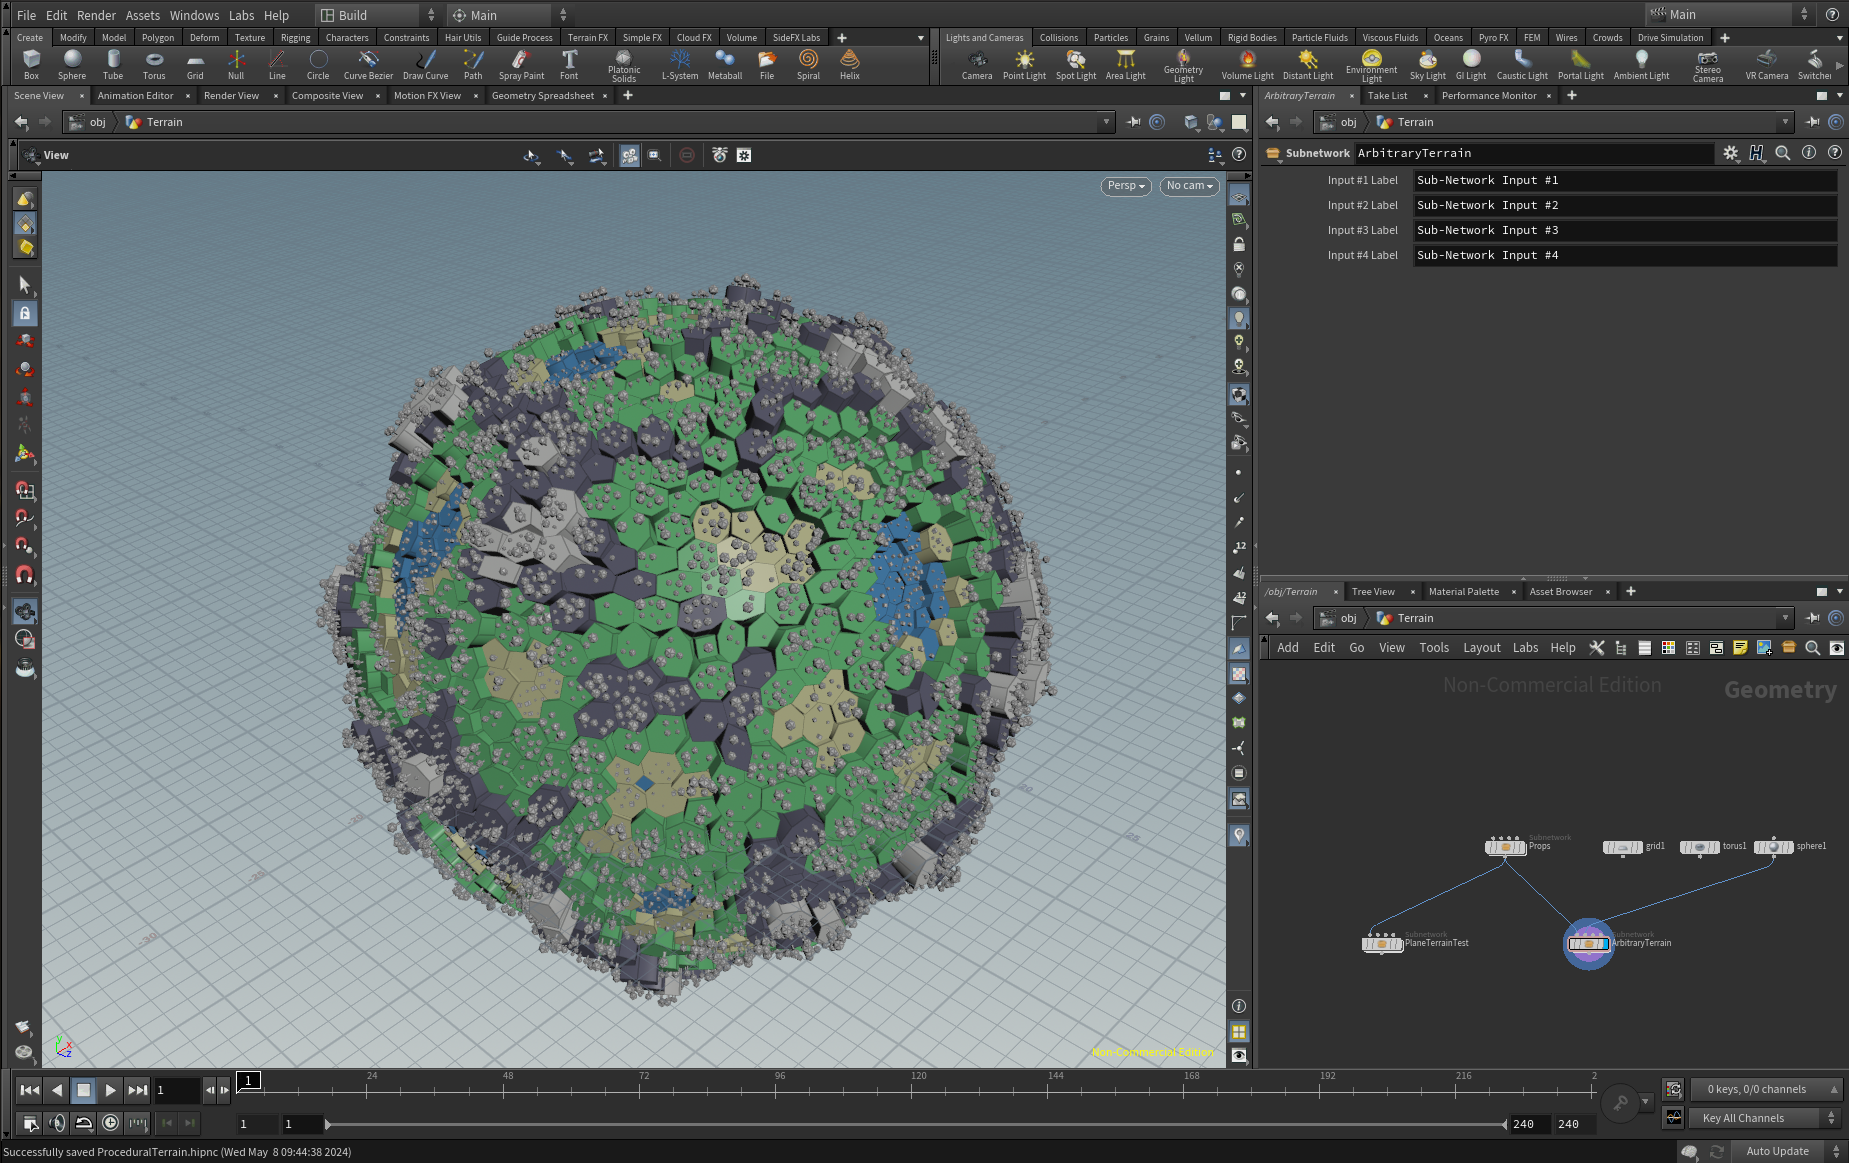 File Edit Render Assets Windows Labs Help Build Main Main
Create Modify Model Polygon Deform Texture Rigging Characters Constraints Hair Utils Guide Process Terrain FX Simple FX Cloud FX Volume SideFX Labs
Lights and Cameras Collisions Particles Grains Vellum Rigid Bodies Particle Fluids Viscous Fluids Oceans Pyro FX FEM Wires Crowds Drive Simulation
Box Sphere Tube Torus Grid Null Line Circle Curve Bezier Draw Curve Path Spray Paint Font Platonic Solids L-System Metaball File Spiral Helix
Camera Point Light Spot Light Area Light Geometry Light Volume Light Distant Light Environment Light Sky Light GI Light Caustic Light Portal Light Ambient Light Stereo Camera VR Camera Switcher
Scene View Animation Editor Render View Composite View Motion FX View Geometry Spreadsheet
ArbitraryTerrain Take List Performance Monitor
obj Terrain
obj Terrain
View
Subnetwork ArbitraryTerrain
Persp No cam
Input #1 Label Sub-Network Input #1
Input #2 Label Sub-Network Input #2
Input #3 Label Sub-Network Input #3
Input #4 Label Sub-Network Input #4
/obj/Terrain Tree View Material Palette Asset Browser
obj Terrain
Add Edit Go View Tools Layout Labs Help
Non-Commercial Edition Geometry
Subnetwork
Props grid1 torus1 sphere1
Subnetwork
PlaneTerrainTest
Subnetwork
ArbitraryTerrain
12
12
Non-Commercial Edition
1 1 24 48 72 96 120 144 168 192 216 2
0 keys, 0/0 channels
1 1 240 240
Key All Channels
Successfully saved ProceduralTerrain.hipnc (Wed May 8 09:44:38 2024)
Auto Update